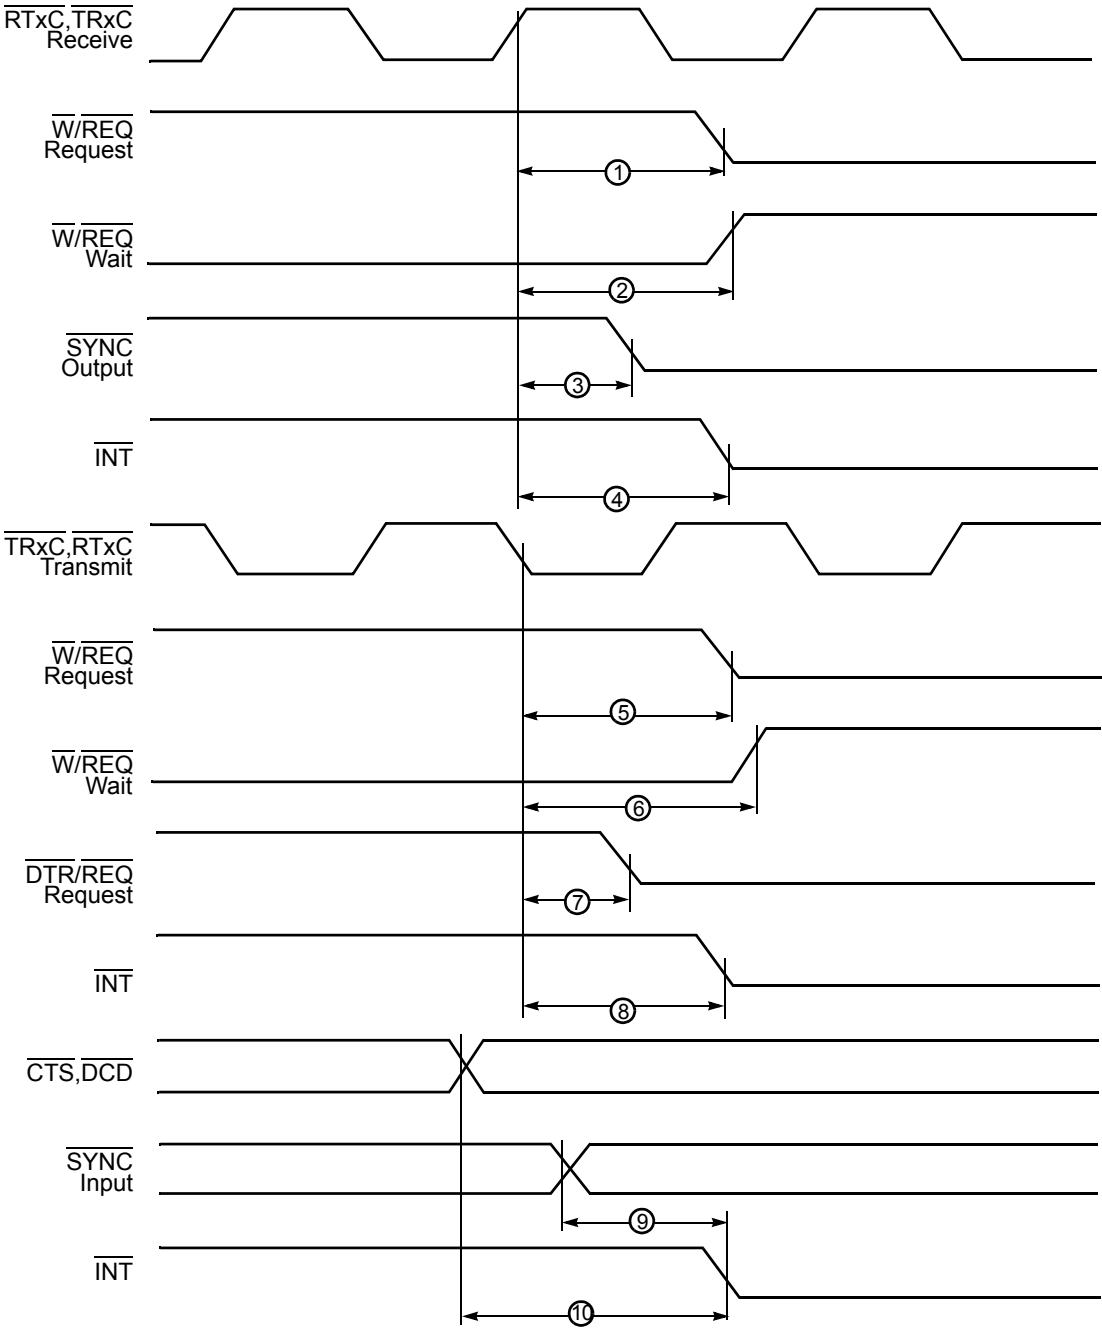 RTxC,TRxC
Receive
W/REQ
Request
1
W/REQ
Wait
2
SYNC
Output
3
INT
4
TRxC,RTxC
Transmit
W/REQ
Request
5
W/REQ
Wait
6
DTR/REQ
Request
7
INT
8
CTS,DCD
SYNC
Input
9
INT
10